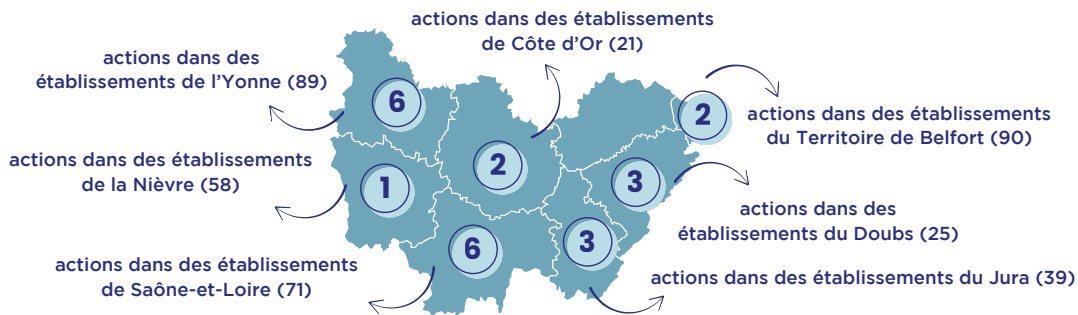 actions dans des établissements
de Côte d'Or (21)
actions dans des
établissements de l'Yonne (89)
6
2
actions dans des établissements
du Territoire de Belfort (90)
actions dans des établissements
de la Nièvre (58)
1
2
3
actions dans des
établissements du Doubs (25)
6
3
actions dans des établissements
de Saône-et-Loire (71)
actions dans des établissements du Jura (39)